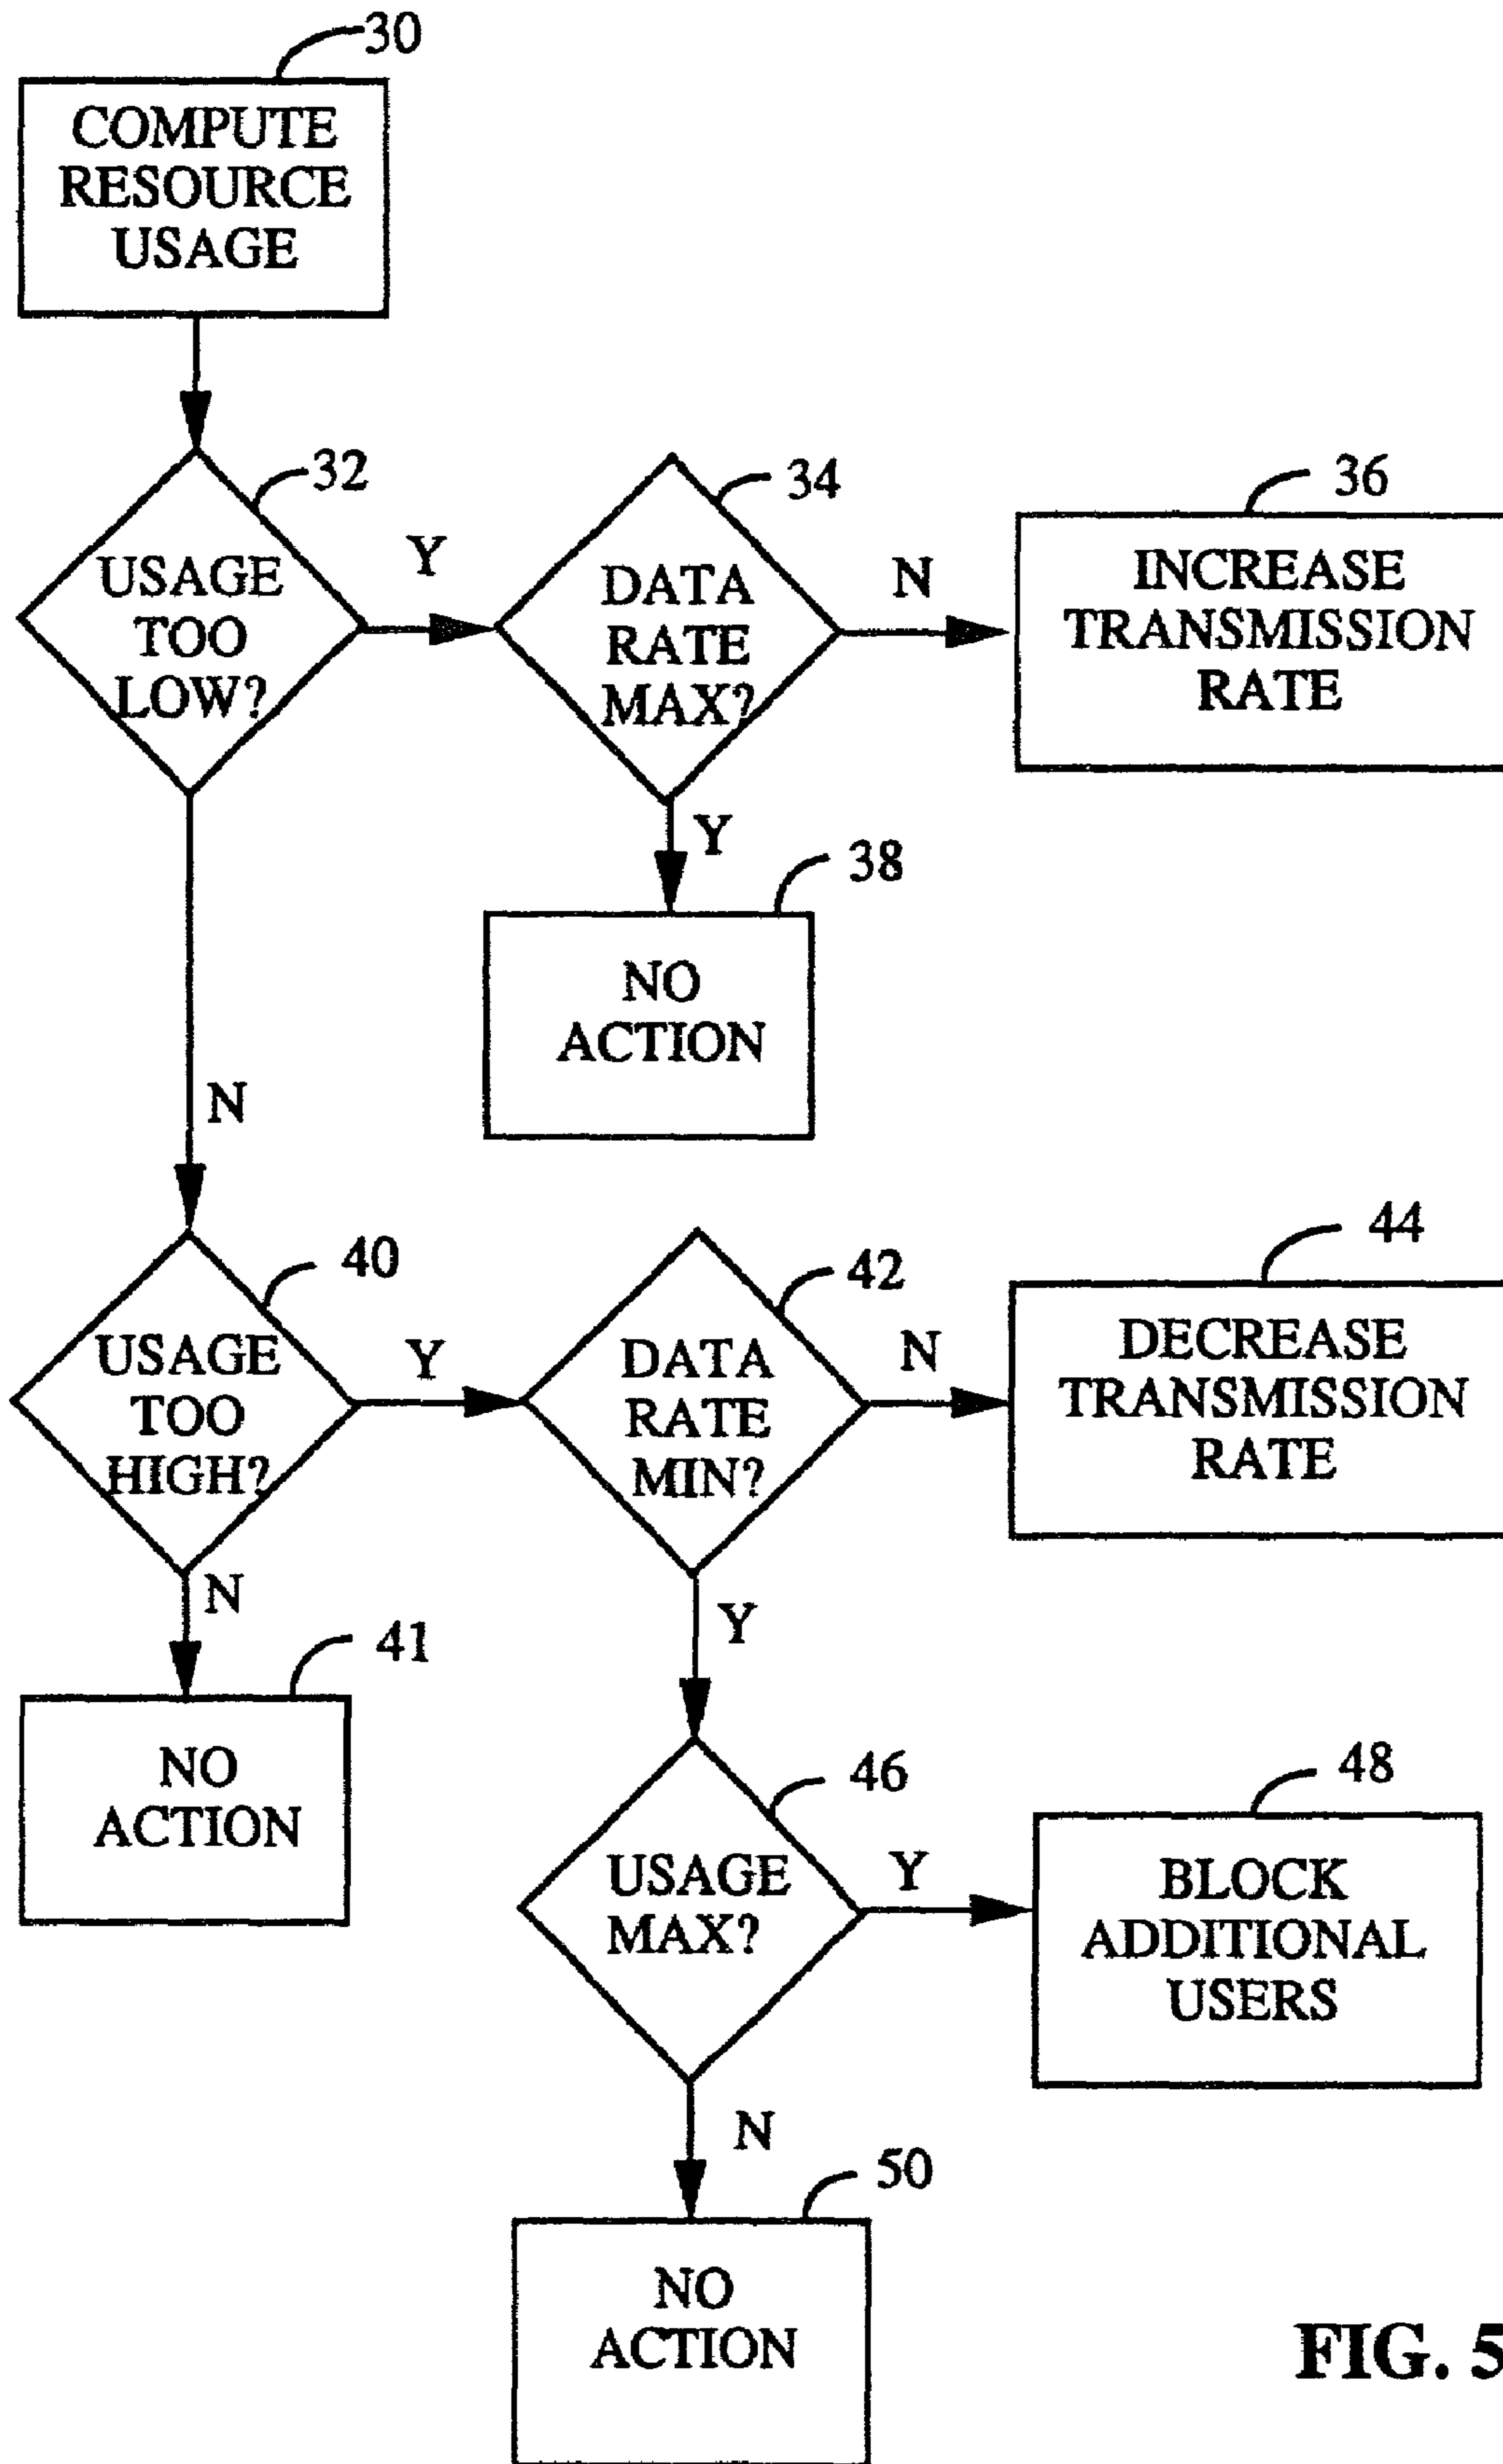 30
COMPUTE
RESOURCE
USAGE
32
USAGE
TOO
LOW?
Y
34
DATA
RATE
MAX?
N
36
INCREASE
TRANSMISSION
RATE
Y
38
NO
ACTION
N
40
USAGE
TOO
HIGH?
Y
42
DATA
RATE
MIN?
N
44
DECREASE
TRANSMISSION
RATE
N
41
NO
ACTION
Y
46
USAGE
MAX?
Y
48
BLOCK
ADDITIONAL
USERS
N
50
NO
ACTION
FIG. 5